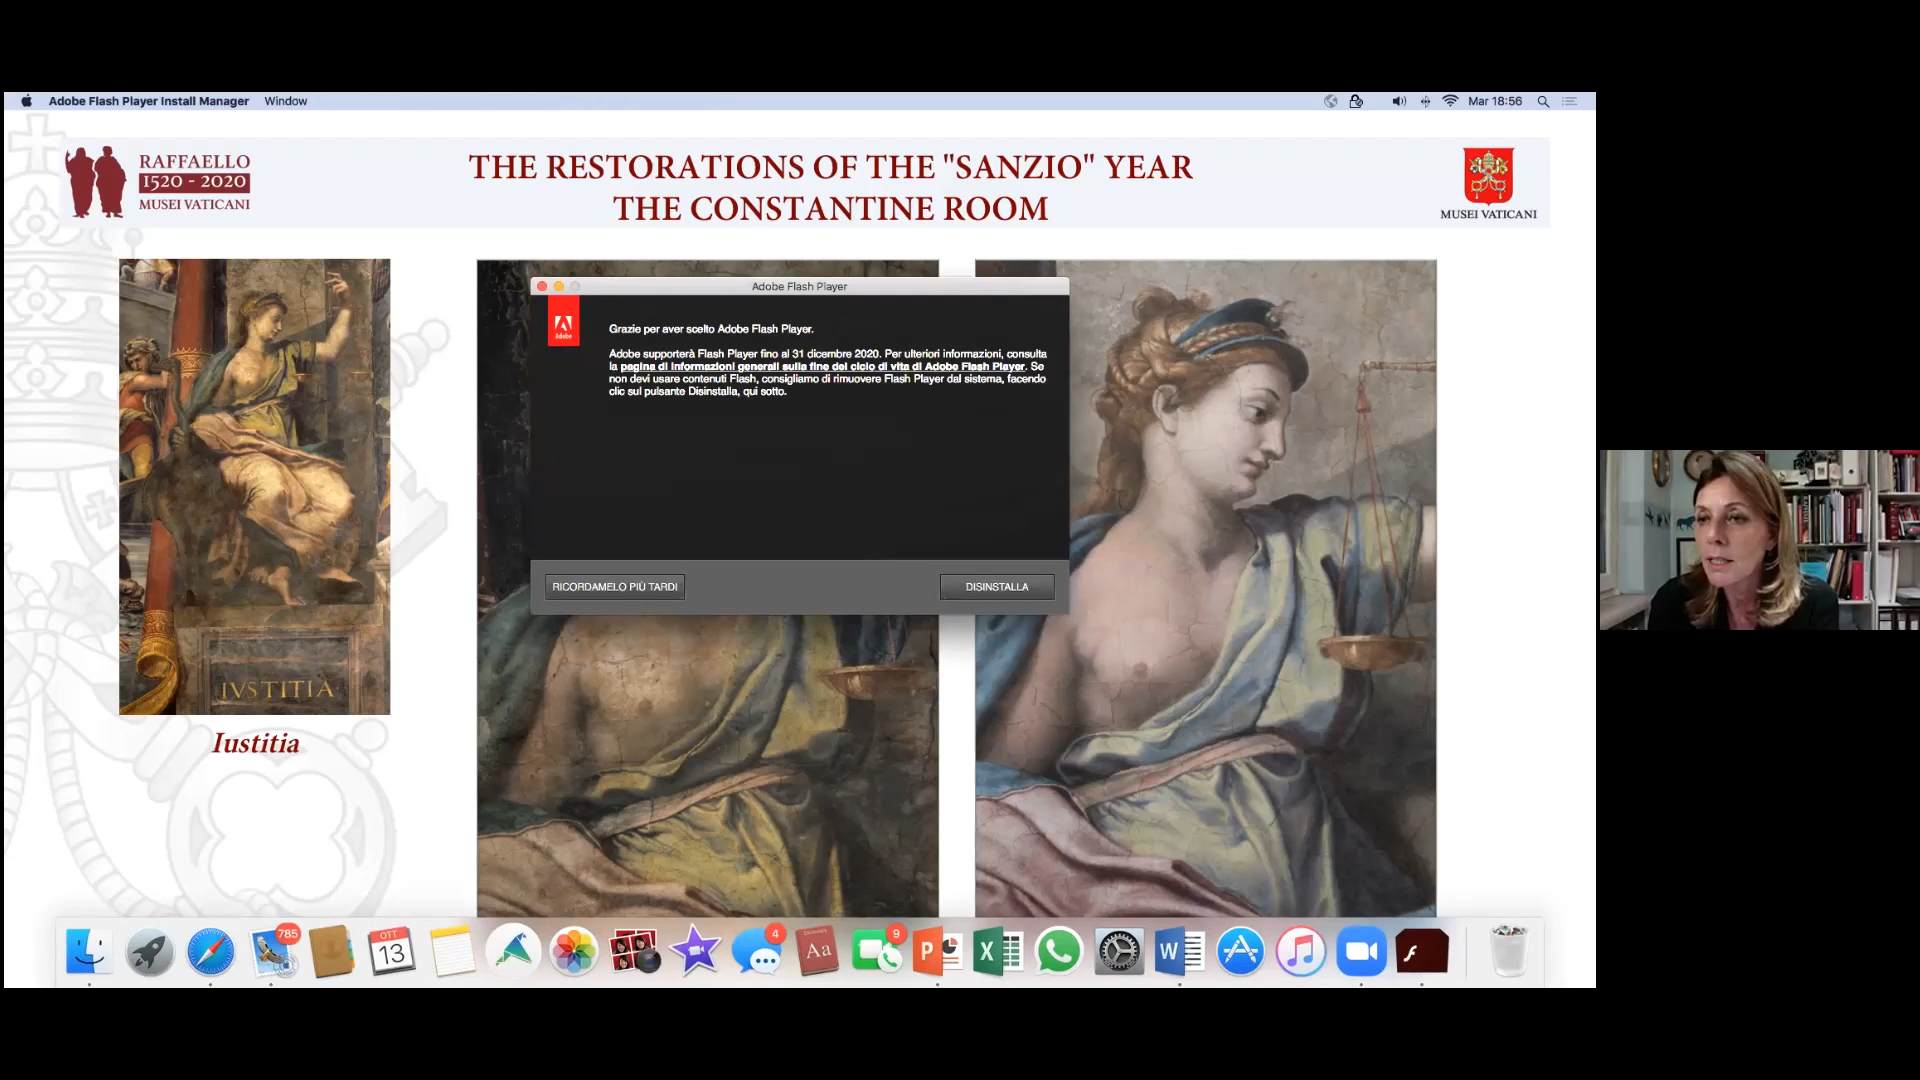 Adobe Flash Player Install Manager Window Mar 18:56
RAFFAELLO
1520 - 2020
MUSEI VATICANI
THE RESTORATIONS OF THE "SANZIO" YEAR
THE CONSTANTINE ROOM
MUSEI VATICANI
Adobe Flash Player
Adobe
Grazie per aver scelto Adobe Flash Player.
Adobe supporterà Flash Player fino al 31 dicembre 2020. Per ulteriori informazioni, consulta
la pagina di informazioni generali sulla fine del ciclo di vita di Adobe Flash Player. Se
non devi usare contenuti Flash, consigliamo di rimuovere Flash Player dal sistema, facendo
clic sul pulsante Disinstalla, qui sotto.
RICORDAMELO PIÙ TARDI DISINSTALLA
IVSTITIA
Iustitia
785
OTT
13
4
Aa
9
P
X
W